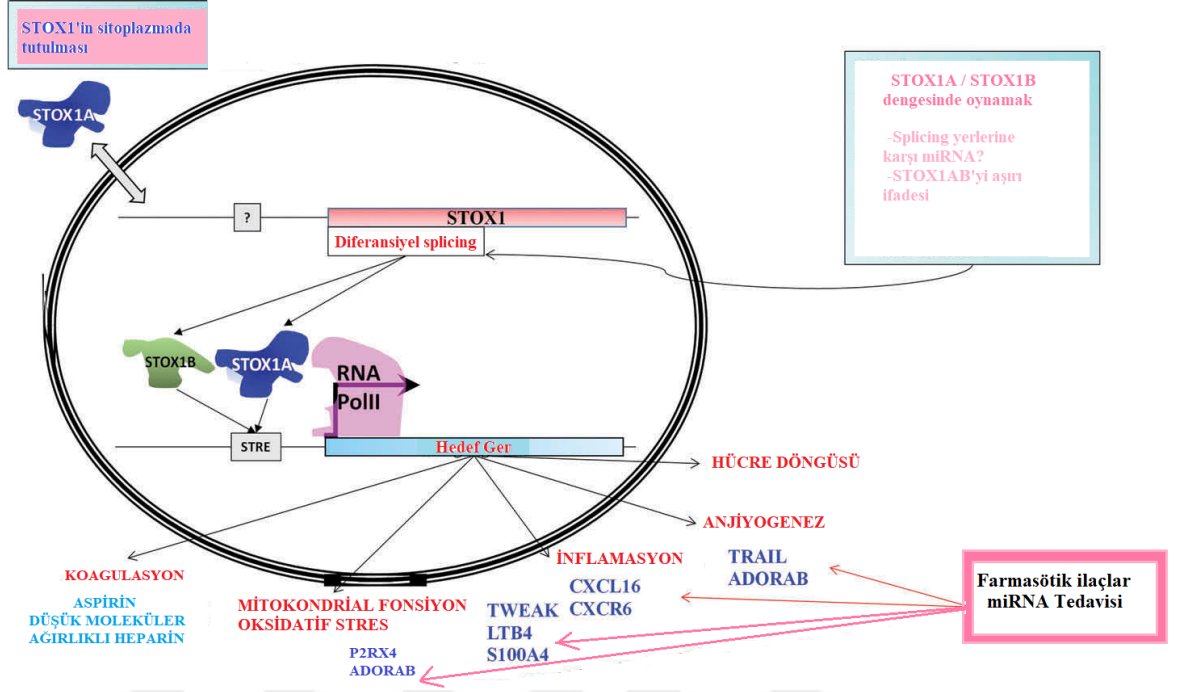 STOX1'in sitoplazmada
tutulması
STOX1A
STOX1A / STOX1B
dengesinde oynamak
-Splicing yerlerine
karşı miRNA?
-STOX1AB'yi aşırı
ifadesi
?
STOX1
Diferansiyel splicing
STOX1B
STOX1A
RNA
PolII
STRE
Hedef Ger
HÜCRE DÖNGÜSÜ
ANJİYOGENEZ
TRAIL
ADORAB
İNFLAMASYON
CXCL16
CXCR6
TWEAK
LTB4
S100A4
KOAGULASYON
ASPİRİN
DÜŞÜK MOLEKÜLER
AĞIRLIKLI HEPARİN
MİTOKONDRİAL FONSİYON
OKSİDATİF STRES
P2RX4
ADORAB
Farmasötik ilaçlar
miRNA Tedavisi